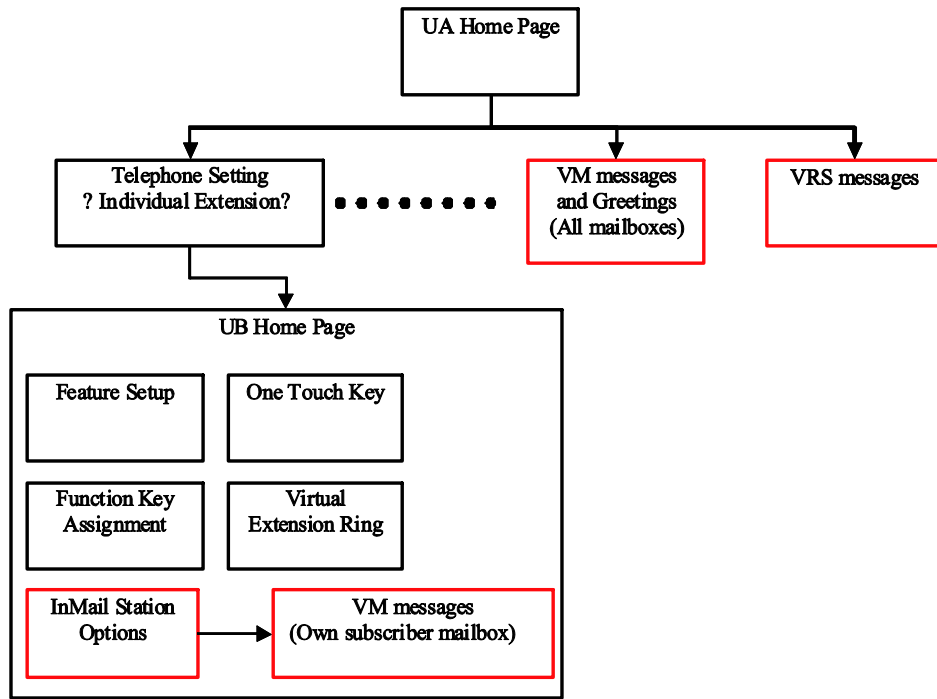 UA Home Page
Telephone Setting
? Individual Extension?
VM messages
and Greetings
(All mailboxes)
VRS messages
UB Home Page
Feature Setup
One Touch Key
Function Key
Assignment
Virtual
Extension Ring
InMail Station
Options
VM messages
(Own subscriber mailbox)